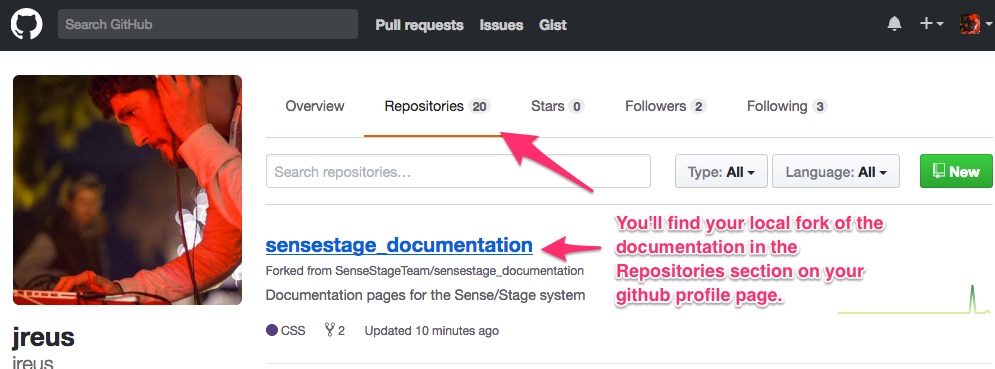 Search GitHub
Pull requests
Issues
Gist
Overview
Repositories 20
Stars 0
Followers 2
Following 3
Search repositories…
Type: All
Language: All
New
sensestage_documentation
Forked from SenseStageTeam/sensestage_documentation
Documentation pages for the Sense/Stage system
CSS
2
Updated 10 minutes ago
You'll find your local fork of the
documentation in the
Repositories section on your
github profile page.
jreus
jreus